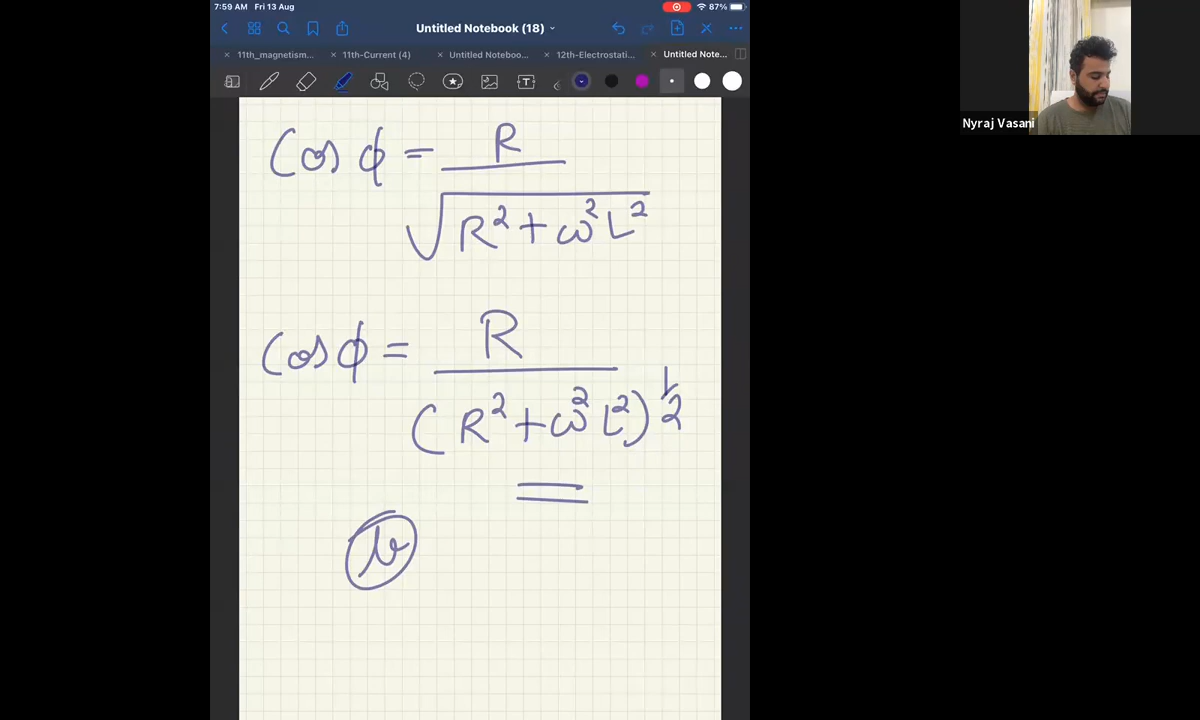 7:59 AM Fri 13 Aug
87%
Untitled Notebook (18)
11th_magnetism...
11th-Current (4)
Untitled Noteboo...
12th-Electrostati...
Untitled Note...
Nyraj Vasani
Cos ϕ = R / √(R² + ω²L²)
Cos ϕ = R / (R² + ω²L²)^1/2